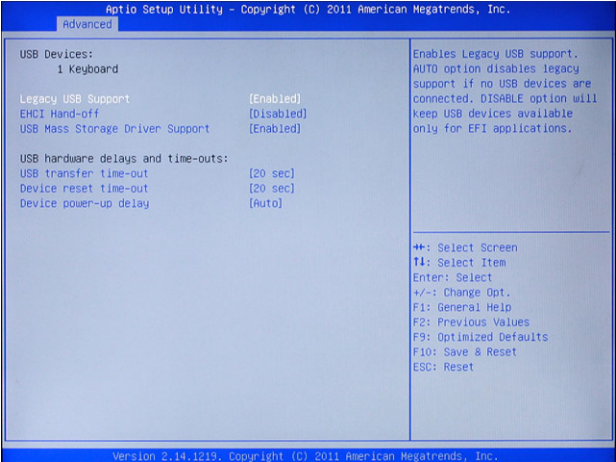 Aptio Setup Utility – Copyright (C) 2011 American Megatrends, Inc.
Advanced
USB Devices:
1 Keyboard
Legacy USB Support [Enabled]
EHCI Hand-off [Disabled]
USB Mass Storage Driver Support [Enabled]
USB hardware delays and time-outs:
USB transfer time-out [20 sec]
Device reset time-out [20 sec]
Device power-up delay [Auto]
Enables Legacy USB support.
AUTO option disables legacy
support if no USB devices are
connected. DISABLE option will
keep USB devices available
only for EFI applications.
→←: Select Screen
↑↓: Select Item
Enter: Select
+/-: Change Opt.
F1: General Help
F2: Previous Values
F9: Optimized Defaults
F10: Save & Reset
ESC: Reset
Version 2.14.1219. Copyright (C) 2011 American Megatrends, Inc.